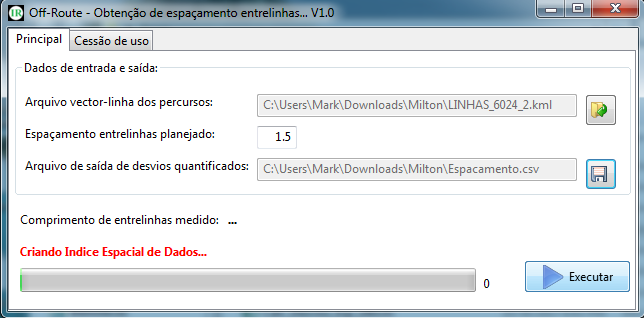 IR Off-Route - Obtenção de espaçamento entrelinhas... V1.0
Principal Cessão de uso
Dados de entrada e saída:
Arquivo vector-linha dos percursos: C:\Users\Mark\Downloads\Milton\LINHAS_6024_2.kml
Espaçamento entrelinhas planejado: 1.5
Arquivo de saída de desvios quantificados: C:\Users\Mark\Downloads\Milton\Espacamento.csv
Comprimento de entrelinhas medido: ...
Criando Indice Espacial de Dados...
0 Executar